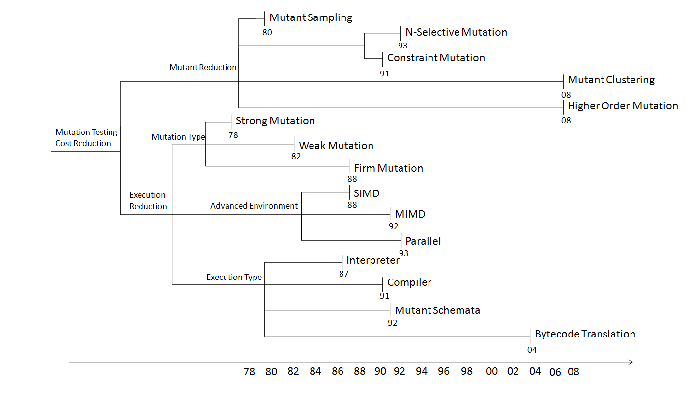 Mutant Sampling
80
N-Selective Mutation
93
Constraint Mutation
91
Mutant Reduction
Mutant Clustering
08
Higher Order Mutation
08
Strong Mutation
78
Mutation Testing
Cost Reduction
Mutation Type
Weak Mutation
82
Firm Mutation
88
SIMD
88
Execution
Reduction
Advanced Environment
MIMD
92
Parallel
93
Interpreter
87
Execution Type
Compiler
91
Mutant Schemata
92
Bytecode Translation
04
78 80 82 84 86 88 90 92 94 96 98 00 02 04 06 08